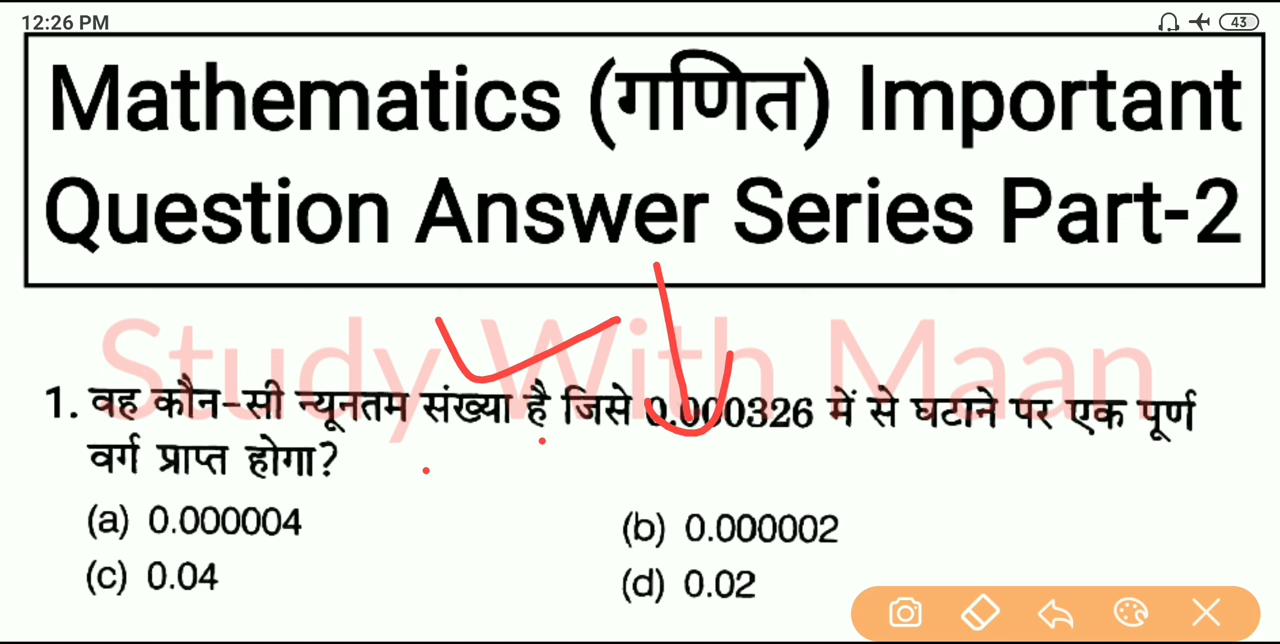 12:26 PM
43
Mathematics (गणित) Important
Question Answer Series Part-2
Study With Maan
1. वह कौन-सी न्यूनतम संख्या है जिसे 0.000326 में से घटाने पर एक पूर्ण
वर्ग प्राप्त होगा?
(a) 0.000004
(b) 0.000002
(c) 0.04
(d) 0.02